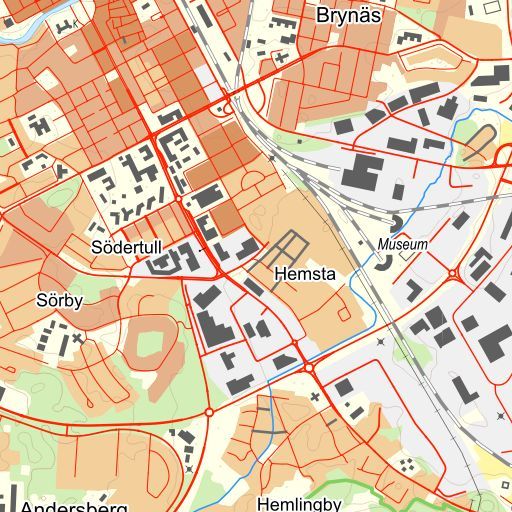 Brynäs
Södertull
Museum
Hemsta
Sörby
Hemlingby
Andersberg